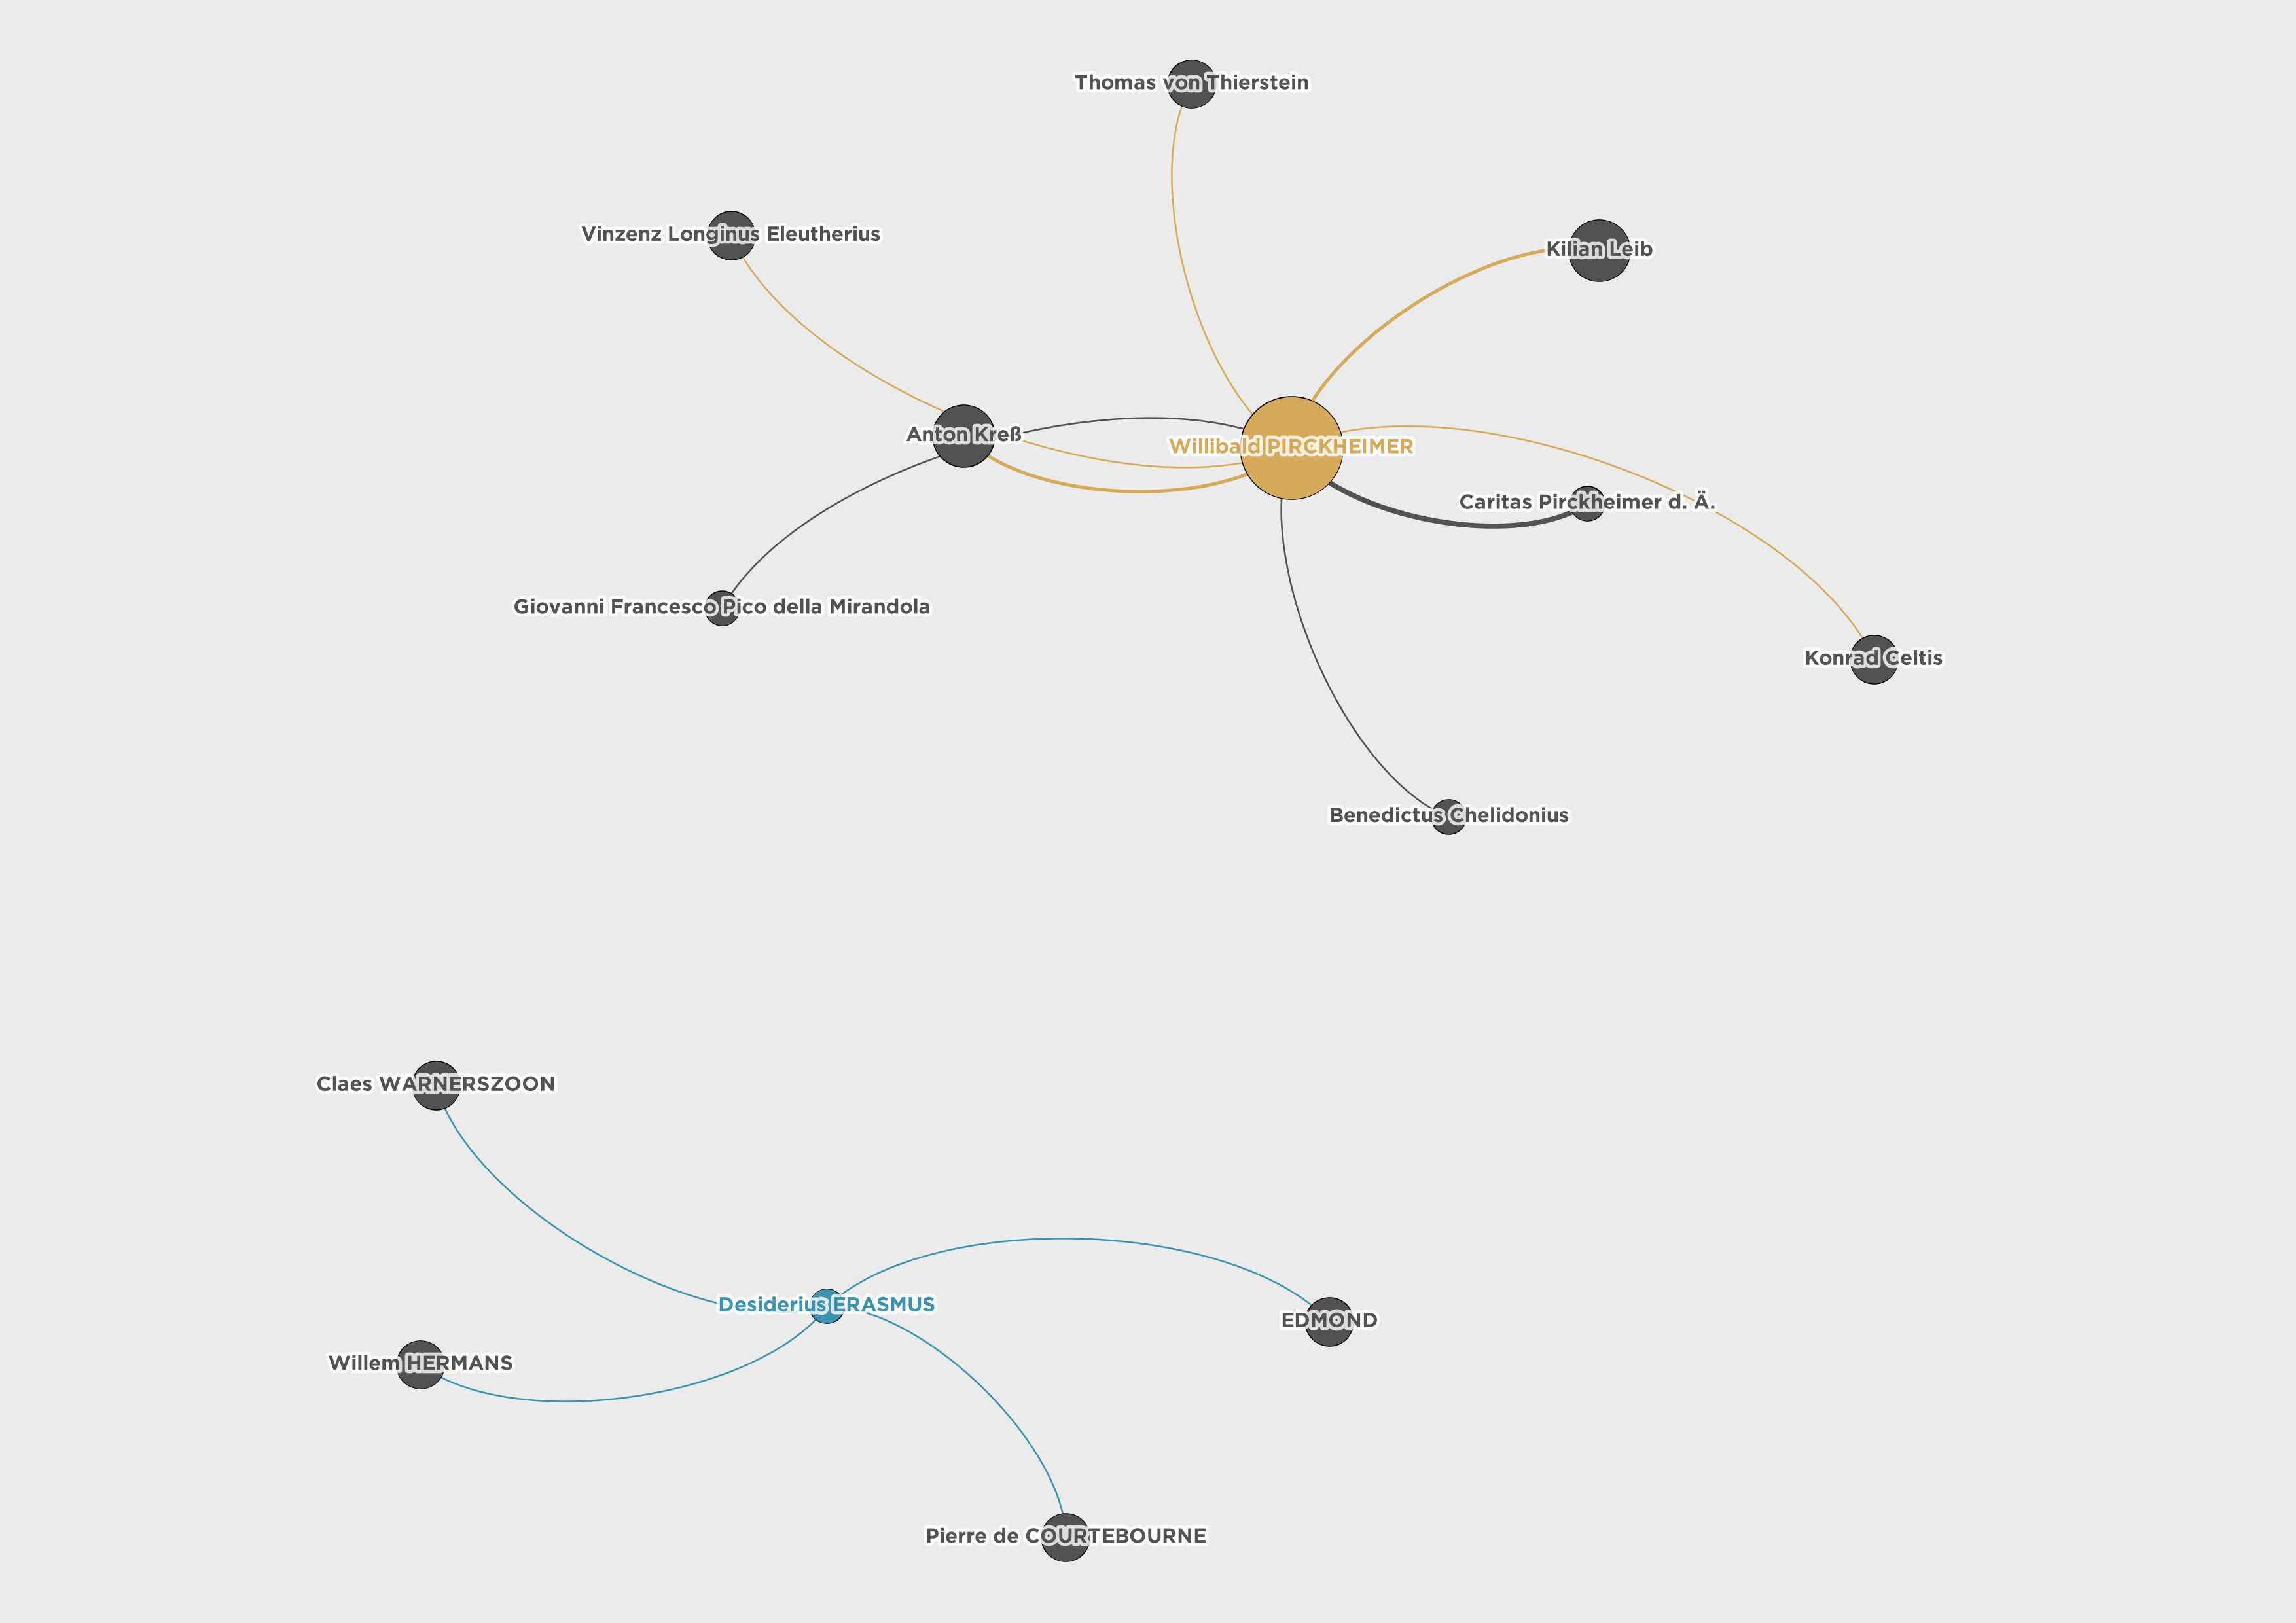 Thomas von Thierstein
Vinzenz Longinus Eleutherius
Kilian Leib
Anton Kreß
Willibald PIRCKHEIMER
Caritas Pirckheimer d. Ä.
Giovanni Francesco Pico della Mirandola
Konrad Celtis
Benedictus Chelidonius
Claes WARNERSZOON
Desiderius ERASMUS
EDMOND
Willem HERMANS
Pierre de COURTEBOURNE